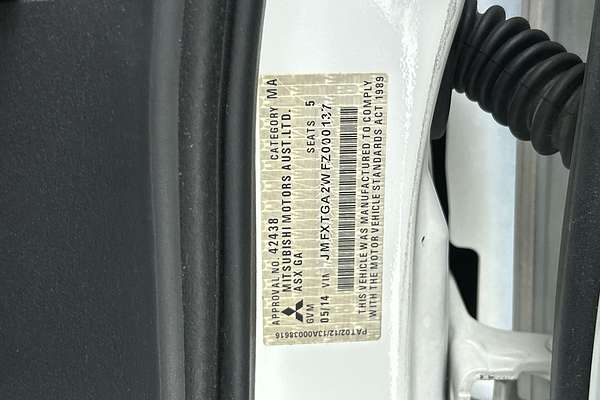 APPROVAL NO. 42438 CATEGORY MA
MITSUBISHI MOTORS AUST. LTD.
ASX GA
GVM SEATS 5
05/14 VIN JMFXTGA2WFZ000137
THIS VEHICLE WAS MANUFACTURED TO COMPLY
WITH THE MOTOR VEHICLE STANDARDS ACT 1989
PAT02/12/13A000038616